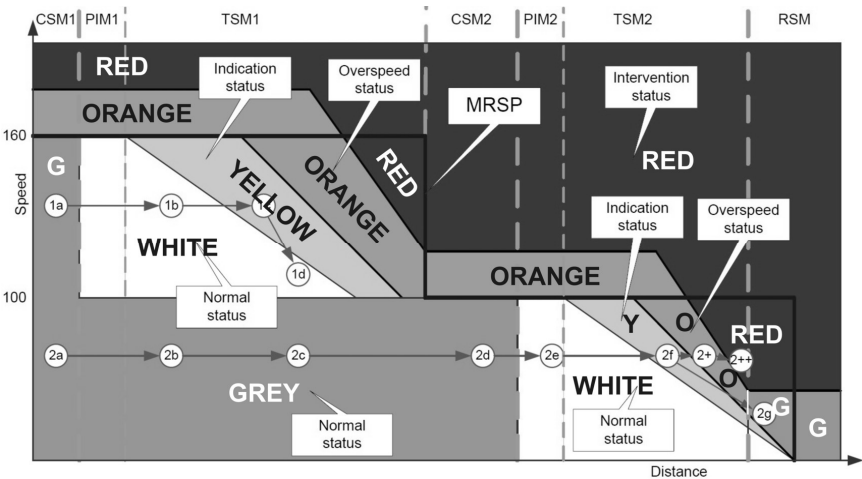 CSM1 PIM1 TSM1 CSM2 PIM2 TSM2 RSM
RED
Indication
status
Overspeed
status
MRSP
Intervention
status
ORANGE
160
G
RED
RED
Speed
1a
1b
YELLOW
ORANGE
WHITE
1d
Indication
status
Overspeed
status
ORANGE
100
Normal
status
Y
O
RED
2a
2b
2c
2d
2e
2f
2+
2++
GREY
WHITE
O
G
2g
G
Normal
status
Normal
status
Distance